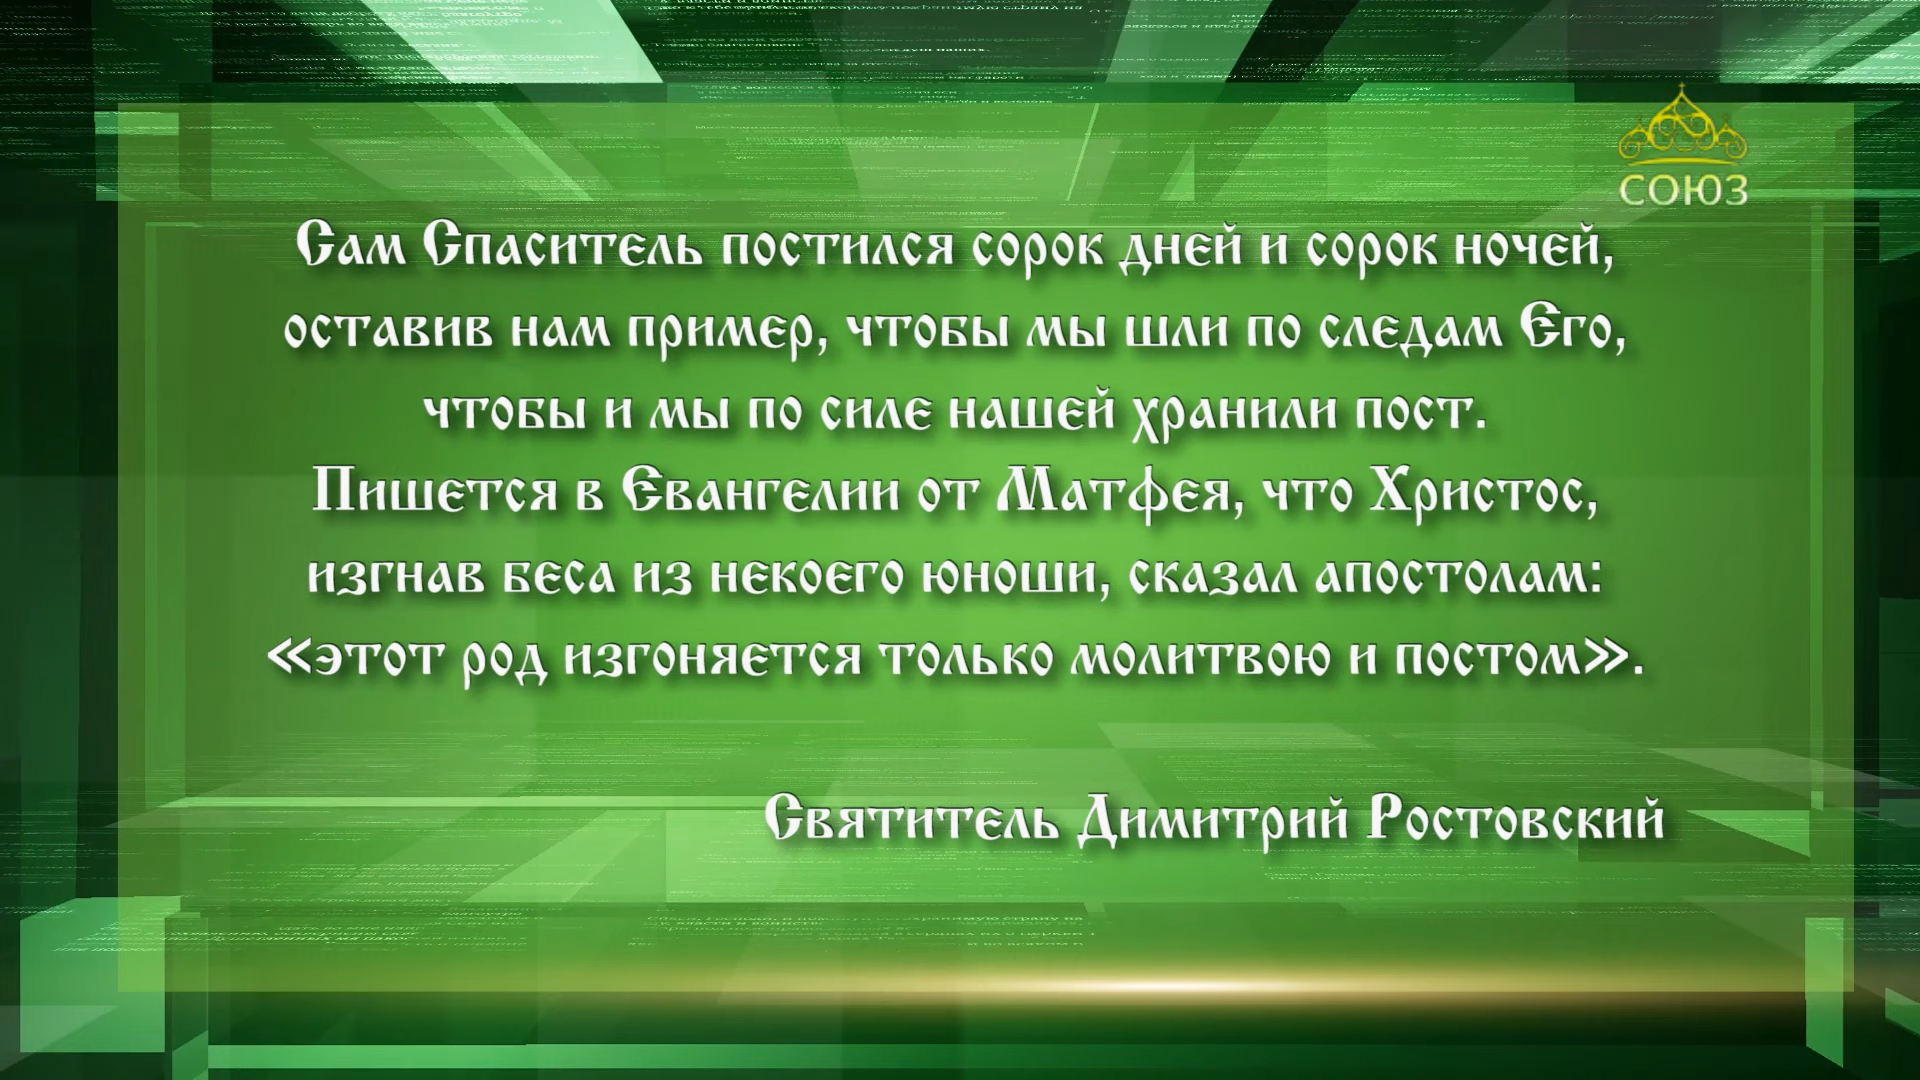 СОЮЗ
Сам Спаситель постился сорок дней и сорок ночей,
оставив нам пример, чтобы мы шли по следам Его,
чтобы и мы по силе нашей хранили пост.
Пишется в Евангелии от Матфея, что Христос,
изгнав беса из некоего юноши, сказал апостолам:
«этот род изгоняется только молитвою и постом».
Святитель Димитрий Ростовский